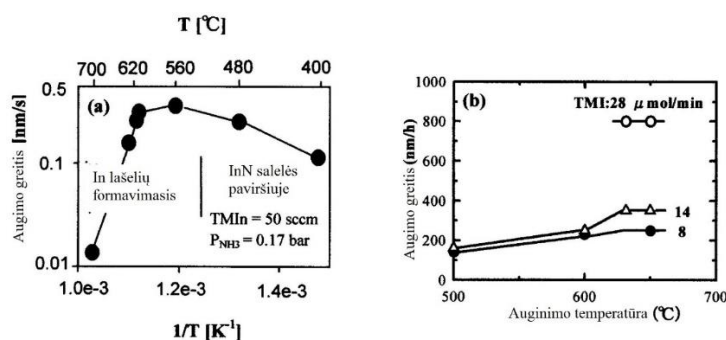 T [℃]
700 620 560 480 400
Augimo greitis [nm/s]
0.5
0.1
0.01
(a)
In lašelių
formavimasis
InN salelės
paviršiuje
TMIn = 50 sccm
P_NH3 = 0.17 bar
1.0e-3 1.2e-3 1.4e-3
1/T [K⁻¹]
Augimo greitis (nm/h)
1000
800
600
400
200
0
(b)
TMI:28 μ mol/min
14
8
500 600 700
Auginimo temperatūra (℃)